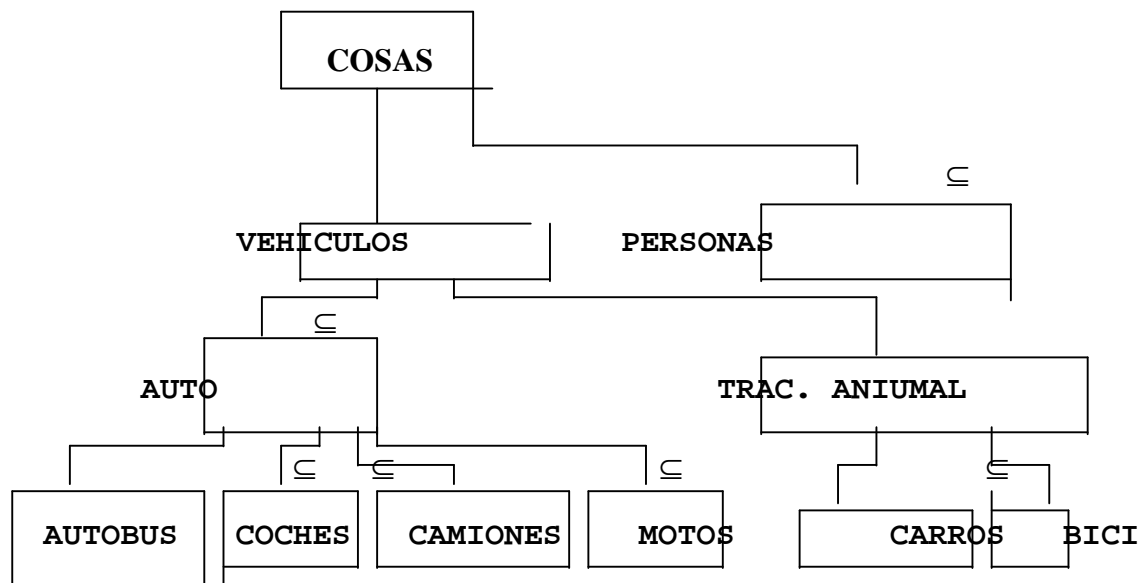 COSAS
⊆
VEHICULOS PERSONAS
⊆
AUTO TRAC. ANIUMAL
⊆ ⊆ ⊆ ⊆
AUTOBUS COCHES CAMIONES MOTOS CARROS BICI